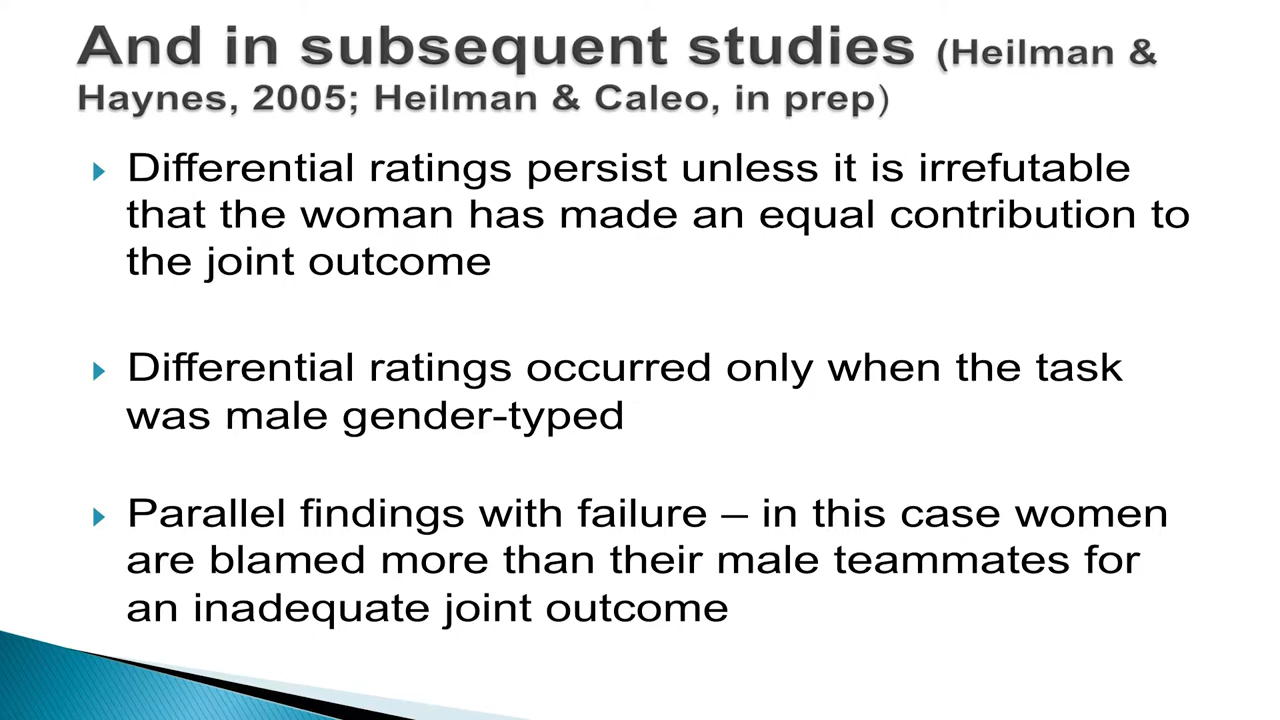 And in subsequent studies (Heilman &
Haynes, 2005; Heilman & Caleo, in prep)
Differential ratings persist unless it is irrefutable
that the woman has made an equal contribution to
the joint outcome
Differential ratings occurred only when the task
was male gender-typed
Parallel findings with failure – in this case women
are blamed more than their male teammates for
an inadequate joint outcome